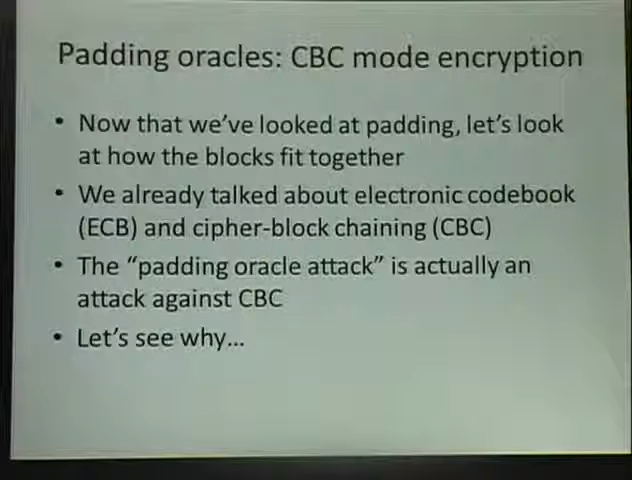 Padding oracles: CBC mode encryption
• Now that we've looked at padding, let's look
at how the blocks fit together
• We already talked about electronic codebook
(ECB) and cipher-block chaining (CBC)
• The “padding oracle attack” is actually an
attack against CBC
• Let's see why...